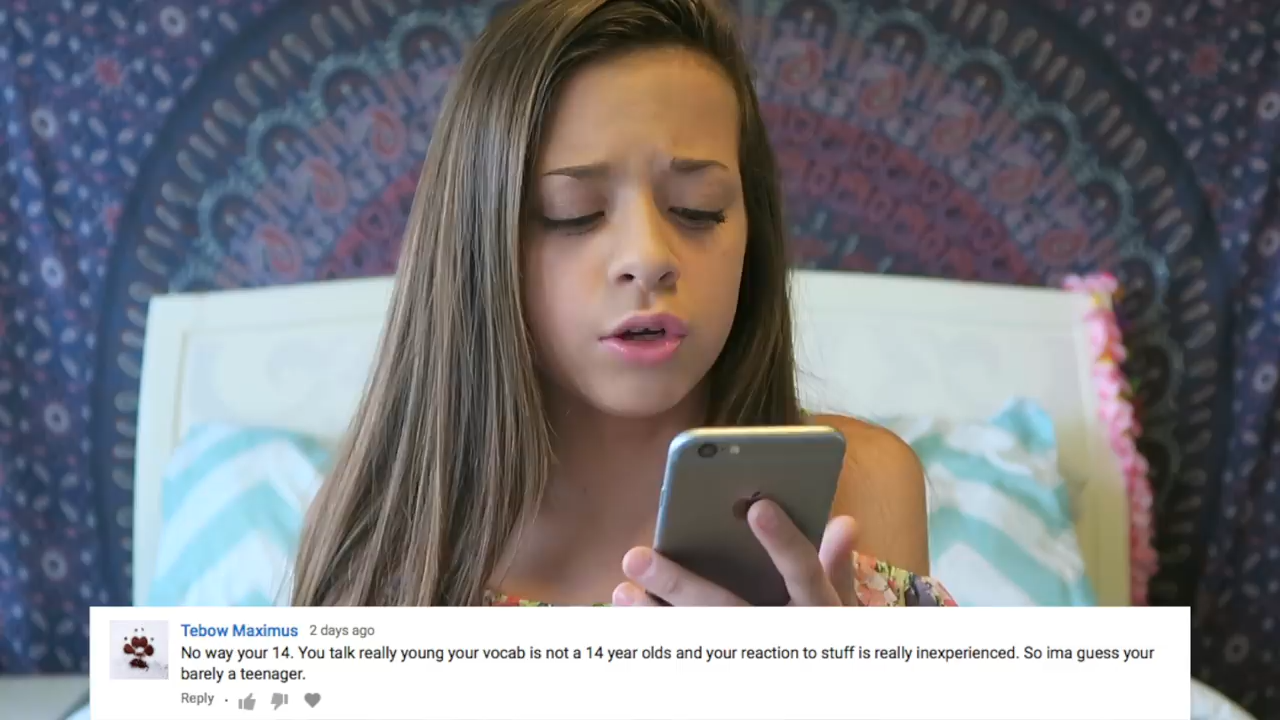 Tebow Maximus 2 days ago
No way your 14. You talk really young your vocab is not a 14 year olds and your reaction to stuff is really inexperienced. So ima guess your
barely a teenager.
Reply